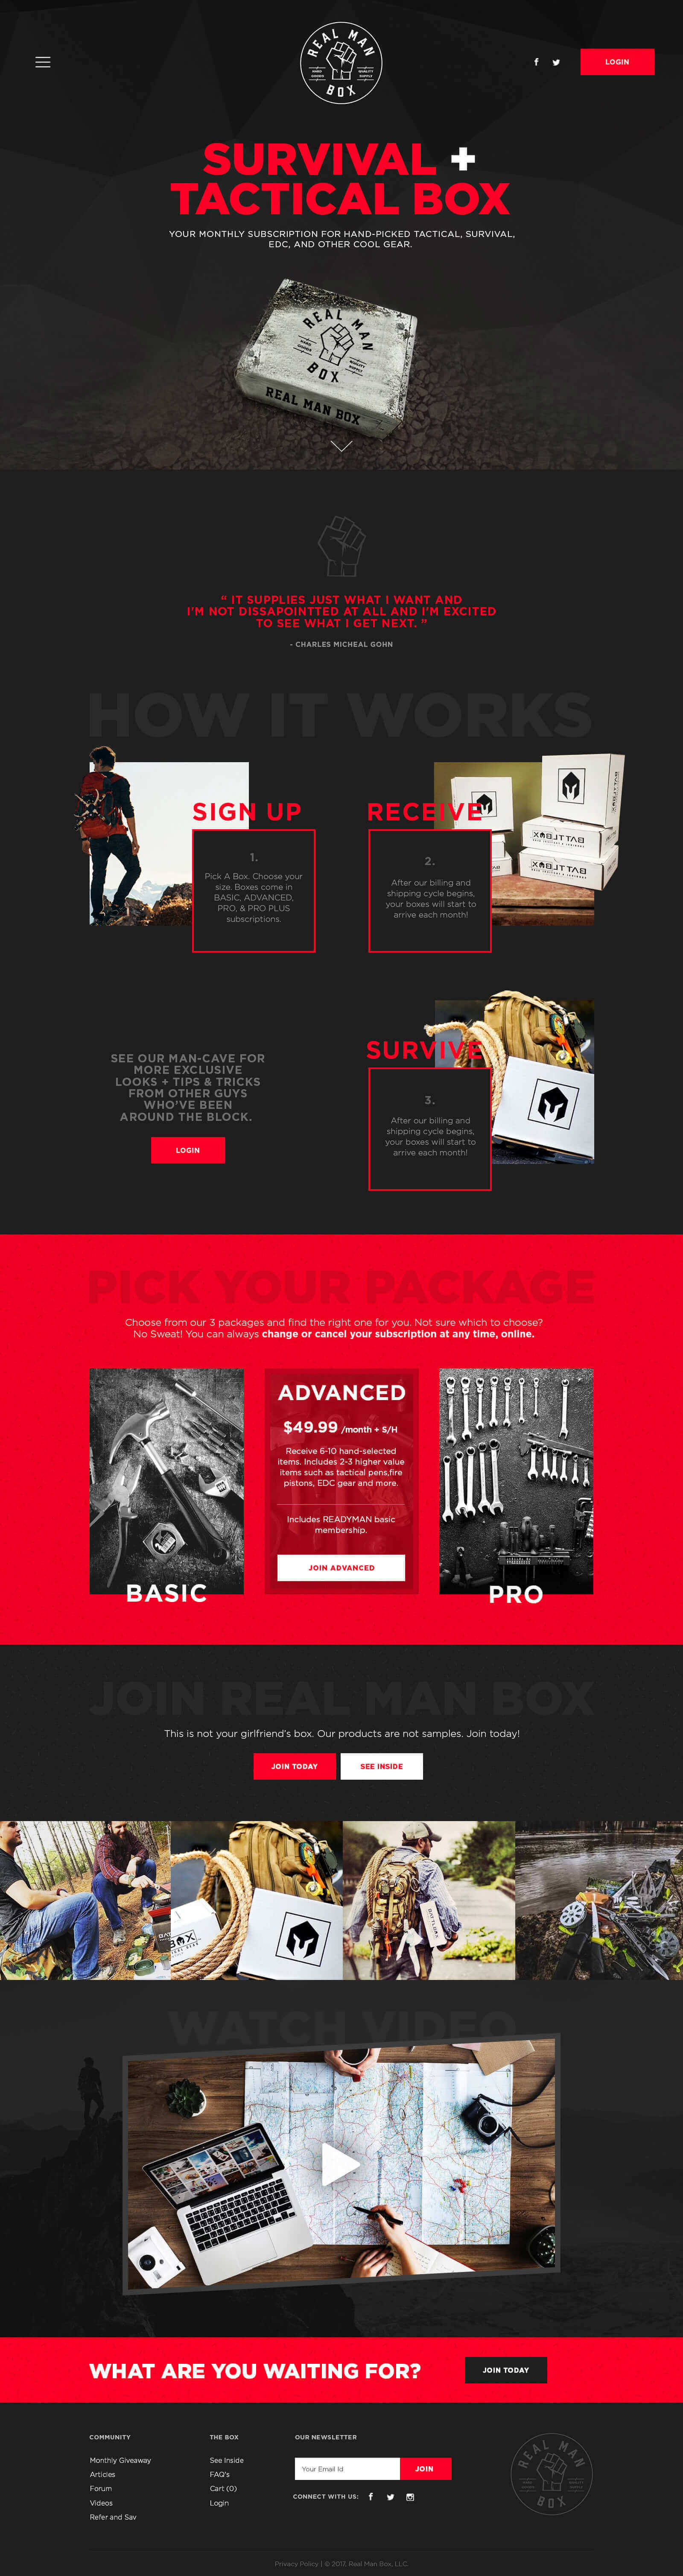 REAL MAN
HARD GOODS
QUALITY SUPPLY
BOX
LOGIN
SURVIVAL +
TACTICAL BOX
YOUR MONTHLY SUBSCRIPTION FOR HAND-PICKED TACTICAL, SURVIVAL,
EDC, AND OTHER COOL GEAR.
REAL MAN
BOX
REAL MAN BOX
“ IT SUPPLIES JUST WHAT I WANT AND
I'M NOT DISSAPOINTTED AT ALL AND I'M EXCITED
TO SEE WHAT I GET NEXT. ”
- CHARLES MICHEAL GOHN
HOW IT WORKS
SIGN UP
1.
Pick A Box. Choose your
size. Boxes come in
BASIC, ADVANCED,
PRO, & PRO PLUS
subscriptions.
RECEIVE
2.
After our billing and
shipping cycle begins,
your boxes will start to
arrive each month!
SEE OUR MAN-CAVE FOR
MORE EXCLUSIVE
LOOKS + TIPS & TRICKS
FROM OTHER GUYS
WHO'VE BEEN
AROUND THE BLOCK.
LOGIN
SURVIVE
3.
After our billing and
shipping cycle begins,
your boxes will start to
arrive each month!
PICK YOUR PACKAGE
Choose from our 3 packages and find the right one for you. Not sure which to choose?
No Sweat! You can always change or cancel your subscription at any time, online.
BASIC
ADVANCED
$49.99 /month + S/H
Receive 6-10 hand-selected
items. Includes 2-3 higher value
items such as tactical pens,fire
pistons, EDC gear and more.
Includes READYMAN basic
membership.
JOIN ADVANCED
PRO
JOIN REAL MAN BOX
This is not your girlfriend's box. Our products are not samples. Join today!
JOIN TODAY
SEE INSIDE
WATCH VIDEO
WHAT ARE YOU WAITING FOR?
JOIN TODAY
COMMUNITY
Monthly Giveaway
Articles
Forum
Videos
Refer and Sav
THE BOX
See Inside
FAQ's
Cart (0)
Login
OUR NEWSLETTER
Your Email Id
JOIN
CONNECT WITH US:
REAL MAN
BOX
Privacy Policy | © 2017, Real Man Box, LLC.